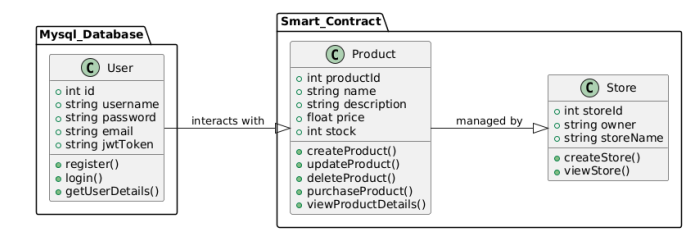 Mysql_Database
C User
int id
string username
string password
string email
string jwtToken
register()
login()
getUserDetails()
interacts with
Smart_Contract
C Product
int productId
string name
string description
float price
int stock
createProduct()
updateProduct()
deleteProduct()
purchaseProduct()
viewProductDetails()
managed by
C Store
int storeId
string owner
string storeName
createStore()
viewStore()